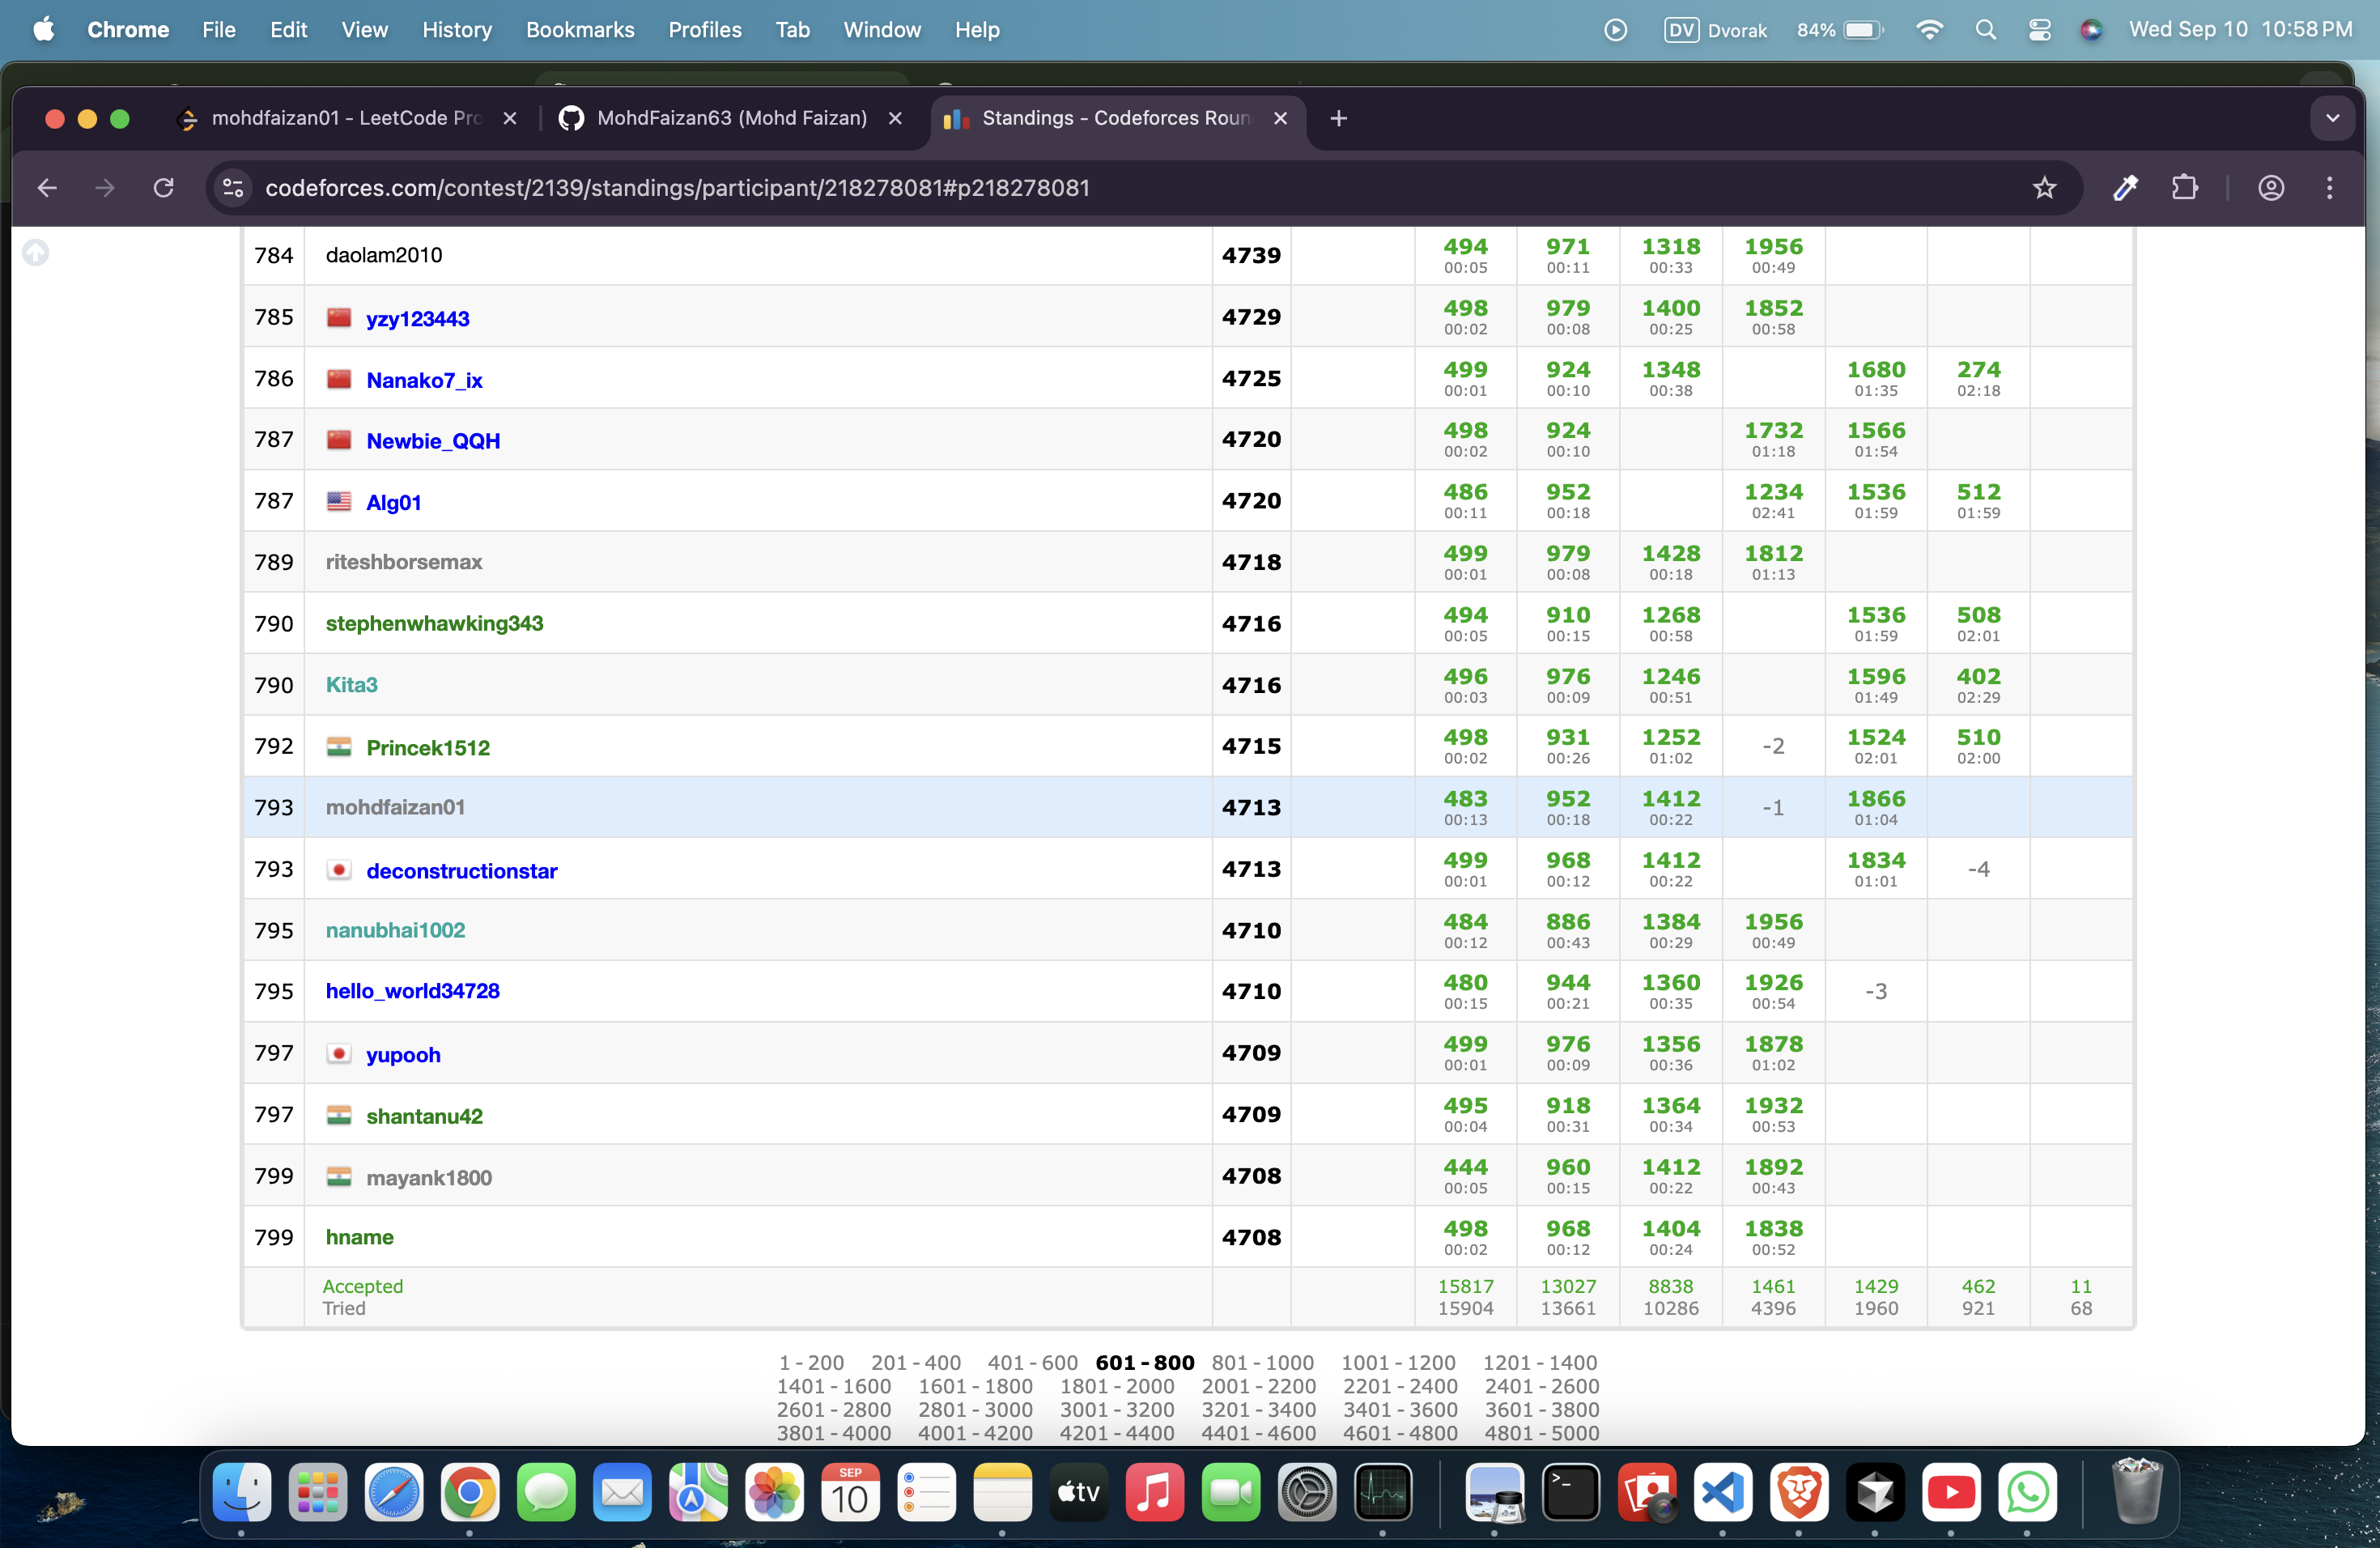 Chrome File Edit View History Bookmarks Profiles Tab Window Help DV Dvorak 84% Wed Sep 10 10:58 PM
mohdfaizan01 - LeetCode Pro MohdFaizan63 (Mohd Faizan) Standings - Codeforces Roun
codeforces.com/contest/2139/standings/participant/218278081#p218278081
784 daolam2010 4739 494 971 1318 1956
00:05 00:11 00:33 00:49
785 yzy123443 4729 498 979 1400 1852
00:02 00:08 00:25 00:58
786 Nanako7_ix 4725 499 924 1348 1680 274
00:01 00:10 00:38 01:35 02:18
787 Newbie_QQH 4720 498 924 1732 1566
00:02 00:10 01:18 01:54
787 Alg01 4720 486 952 1234 1536 512
00:11 00:18 02:41 01:59 01:59
789 riteshborsemax 4718 499 979 1428 1812
00:01 00:08 00:18 01:13
790 stephenwhawking343 4716 494 910 1268 1536 508
00:05 00:15 00:58 01:59 02:01
790 Kita3 4716 496 976 1246 1596 402
00:03 00:09 00:51 01:49 02:29
792 Princek1512 4715 498 931 1252 -2 1524 510
00:02 00:26 01:02 02:01 02:00
793 mohdfaizan01 4713 483 952 1412 -1 1866
00:13 00:18 00:22 01:04
793 deconstructionstar 4713 499 968 1412 1834 -4
00:01 00:12 00:22 01:01
795 nanubhai1002 4710 484 886 1384 1956
00:12 00:43 00:29 00:49
795 hello_world34728 4710 480 944 1360 1926 -3
00:15 00:21 00:35 00:54
797 yupooh 4709 499 976 1356 1878
00:01 00:09 00:36 01:02
797 shantanu42 4709 495 918 1364 1932
00:04 00:31 00:34 00:53
799 mayank1800 4708 444 960 1412 1892
00:05 00:15 00:22 00:43
799 hname 4708 498 968 1404 1838
00:02 00:12 00:24 00:52
Accepted 15817 13027 8838 1461 1429 462 11
Tried 15904 13661 10286 4396 1960 921 68
1 - 200 201 - 400 401 - 600 601 - 800 801 - 1000 1001 - 1200 1201 - 1400
1401 - 1600 1601 - 1800 1801 - 2000 2001 - 2200 2201 - 2400 2401 - 2600
2601 - 2800 2801 - 3000 3001 - 3200 3201 - 3400 3401 - 3600 3601 - 3800
3801 - 4000 4001 - 4200 4201 - 4400 4401 - 4600 4601 - 4800 4801 - 5000
SEP
10
tv